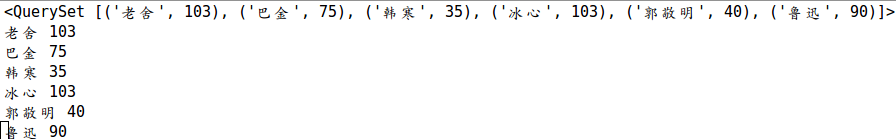 <QuerySet [('老舍', 103), ('巴金', 75), ('韩寒', 35), ('冰心', 103), ('郭敬明', 40), ('鲁迅', 90)]>
老舍 103
巴金 75
韩寒 35
冰心 103
郭敬明 40
鲁迅 90